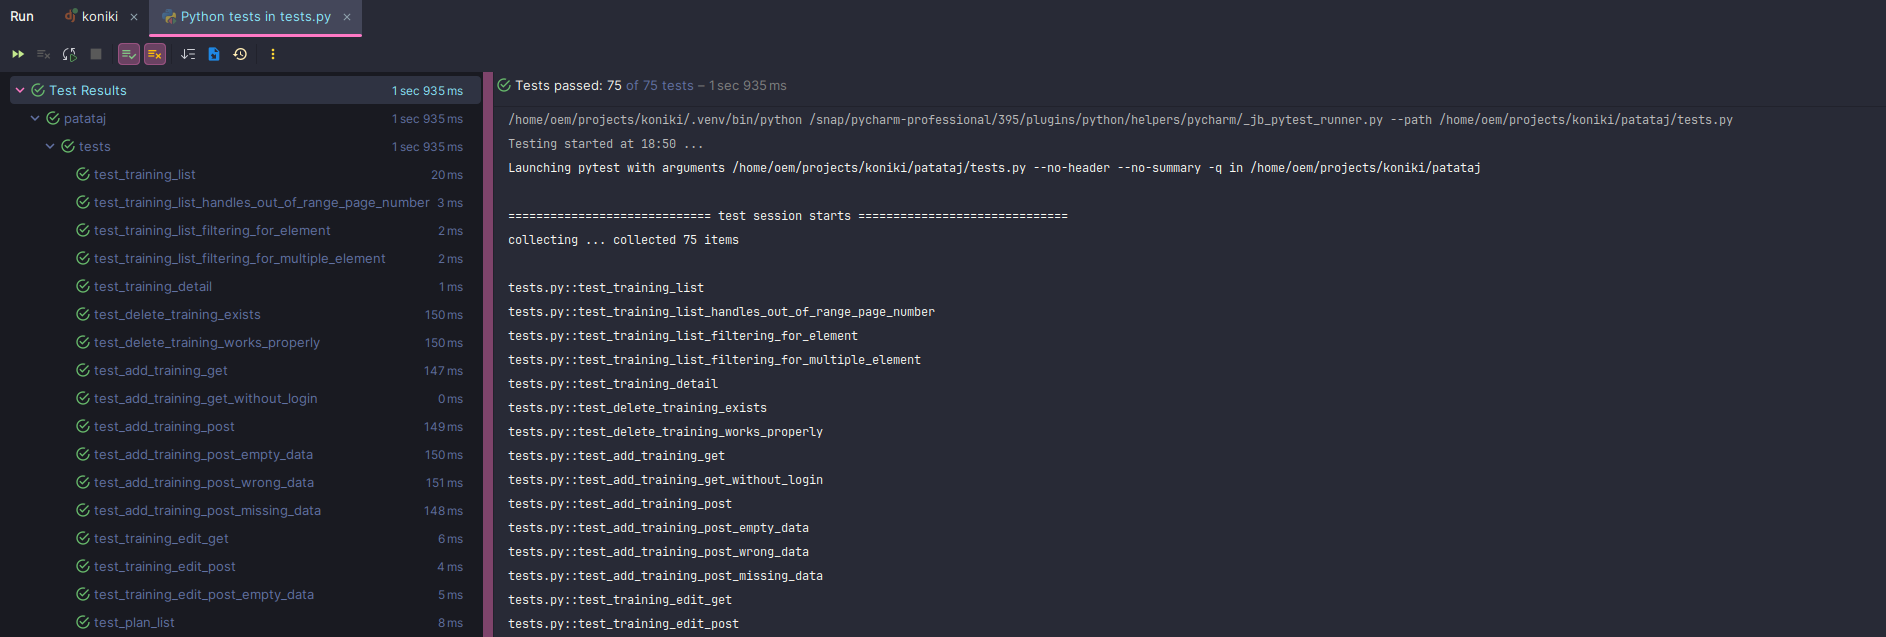 Run koniki Python tests in tests.py
Test Results 1 sec 935 ms
patataj 1 sec 935 ms
tests 1 sec 935 ms
test_training_list 20 ms
test_training_list_handles_out_of_range_page_number 3 ms
test_training_list_filtering_for_element 2 ms
test_training_list_filtering_for_multiple_element 2 ms
test_training_detail 1 ms
test_delete_training_exists 150 ms
test_delete_training_works_properly 150 ms
test_add_training_get 147 ms
test_add_training_get_without_login 0 ms
test_add_training_post 149 ms
test_add_training_post_empty_data 150 ms
test_add_training_post_wrong_data 151 ms
test_add_training_post_missing_data 148 ms
test_training_edit_get 6 ms
test_training_edit_post 4 ms
test_training_edit_post_empty_data 5 ms
test_plan_list 8 ms
Tests passed: 75 of 75 tests – 1 sec 935 ms
/home/oem/projects/koniki/.venv/bin/python /snap/pycharm-professional/395/plugins/python/helpers/pycharm/_jb_pytest_runner.py --path /home/oem/projects/koniki/patataj/tests.py
Testing started at 18:50 ...
Launching pytest with arguments /home/oem/projects/koniki/patataj/tests.py --no-header --no-summary -q in /home/oem/projects/koniki/patataj
============================= test session starts ==============================
collecting ... collected 75 items
tests.py::test_training_list
tests.py::test_training_list_handles_out_of_range_page_number
tests.py::test_training_list_filtering_for_element
tests.py::test_training_list_filtering_for_multiple_element
tests.py::test_training_detail
tests.py::test_delete_training_exists
tests.py::test_delete_training_works_properly
tests.py::test_add_training_get
tests.py::test_add_training_get_without_login
tests.py::test_add_training_post
tests.py::test_add_training_post_empty_data
tests.py::test_add_training_post_wrong_data
tests.py::test_add_training_post_missing_data
tests.py::test_training_edit_get
tests.py::test_training_edit_post